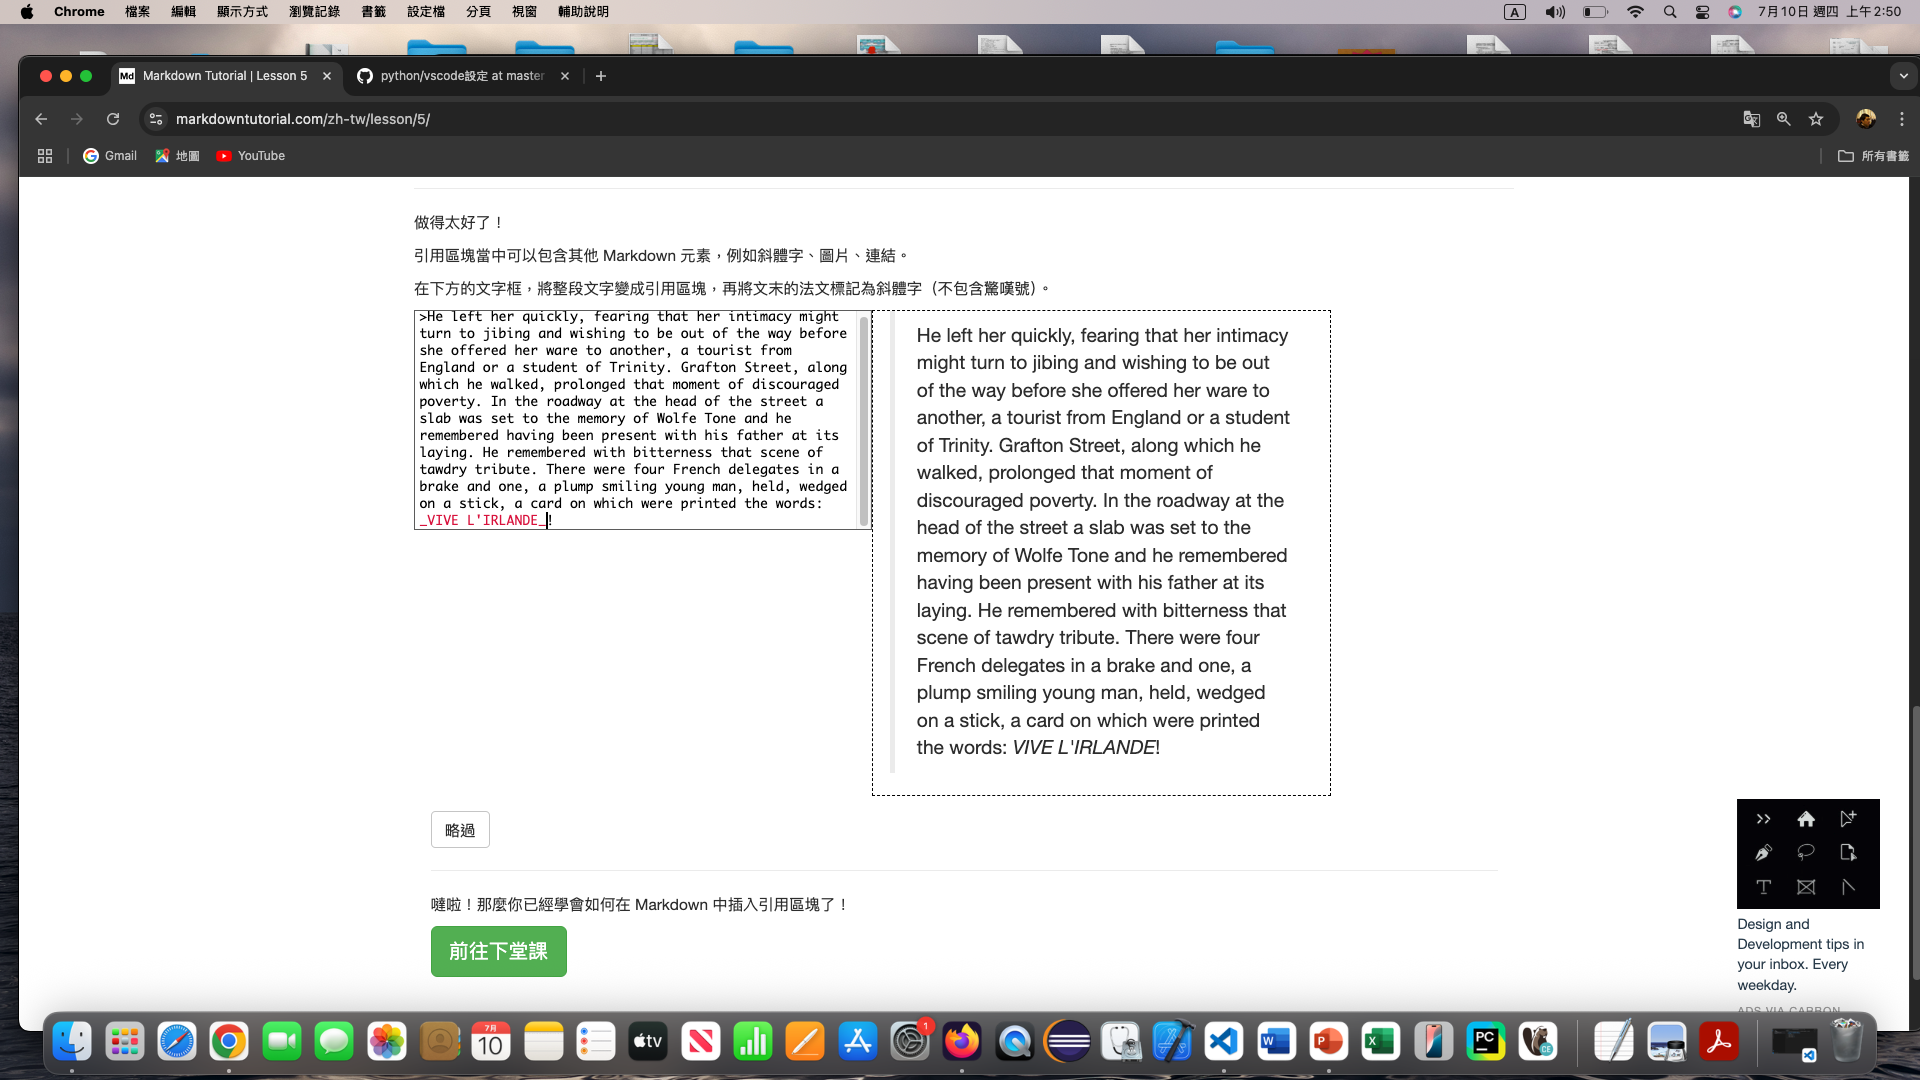 Chrome 檔案 編輯 顯示方式 瀏覽記錄 書籤 設定檔 分頁 視窗 輔助說明 A 7月10日 週四 上午2:50
Md Markdown Tutorial | Lesson 5 python/vscode設定 at master
markdowntutorial.com/zh-tw/lesson/5/
Gmail 地圖 YouTube 所有書籤
做得太好了！
引用區塊當中可以包含其他 Markdown 元素，例如斜體字、圖片、連結。
在下方的文字框，將整段文字變成引用區塊，再將文末的法文標記為斜體字（不包含驚嘆號）。
>He left her quickly, fearing that her intimacy might
turn to jibing and wishing to be out of the way before
she offered her ware to another, a tourist from
England or a student of Trinity. Grafton Street, along
which he walked, prolonged that moment of discouraged
poverty. In the roadway at the head of the street a
slab was set to the memory of Wolfe Tone and he
remembered having been present with his father at its
laying. He remembered with bitterness that scene of
tawdry tribute. There were four French delegates in a
brake and one, a plump smiling young man, held, wedged
on a stick, a card on which were printed the words:
_VIVE L'IRLANDE_!
He left her quickly, fearing that her intimacy
might turn to jibing and wishing to be out
of the way before she offered her ware to
another, a tourist from England or a student
of Trinity. Grafton Street, along which he
walked, prolonged that moment of
discouraged poverty. In the roadway at the
head of the street a slab was set to the
memory of Wolfe Tone and he remembered
having been present with his father at its
laying. He remembered with bitterness that
scene of tawdry tribute. There were four
French delegates in a brake and one, a
plump smiling young man, held, wedged
on a stick, a card on which were printed
the words: VIVE L'IRLANDE!
略過
噠啦！那麼你已經學會如何在 Markdown 中插入引用區塊了！
前往下堂課
Design and
Development tips in
your inbox. Every
weekday.
ADS VIA CARBON
7月
10
tv
1
W
P
X
PC
CE